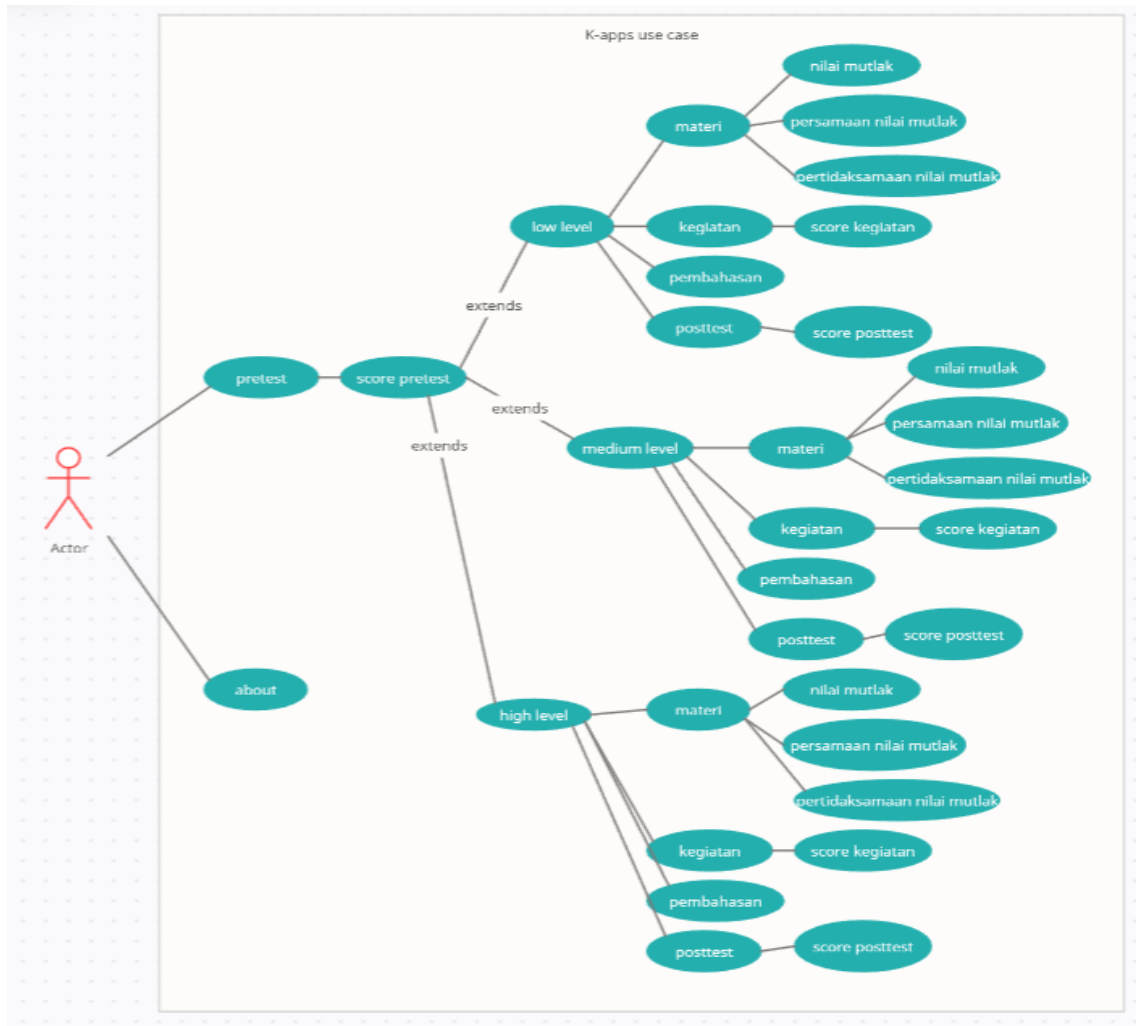 K-apps use case
nilai mutlak
materi
persamaan nilai mutlak
pertidaksamaan nilai mutlak
low level
kegiatan
score kegiatan
pembahasan
extends
posttest
score posttest
pretest
score pretest
extends
extends
nilai mutlak
persamaan nilai mutlak
medium level
materi
pertidaksamaan nilai mutlak
kegiatan
score kegiatan
Actor
pembahasan
posttest
score posttest
about
high level
materi
nilai mutlak
persamaan nilai mutlak
pertidaksamaan nilai mutlak
kegiatan
score kegiatan
pembahasan
posttest
score posttest